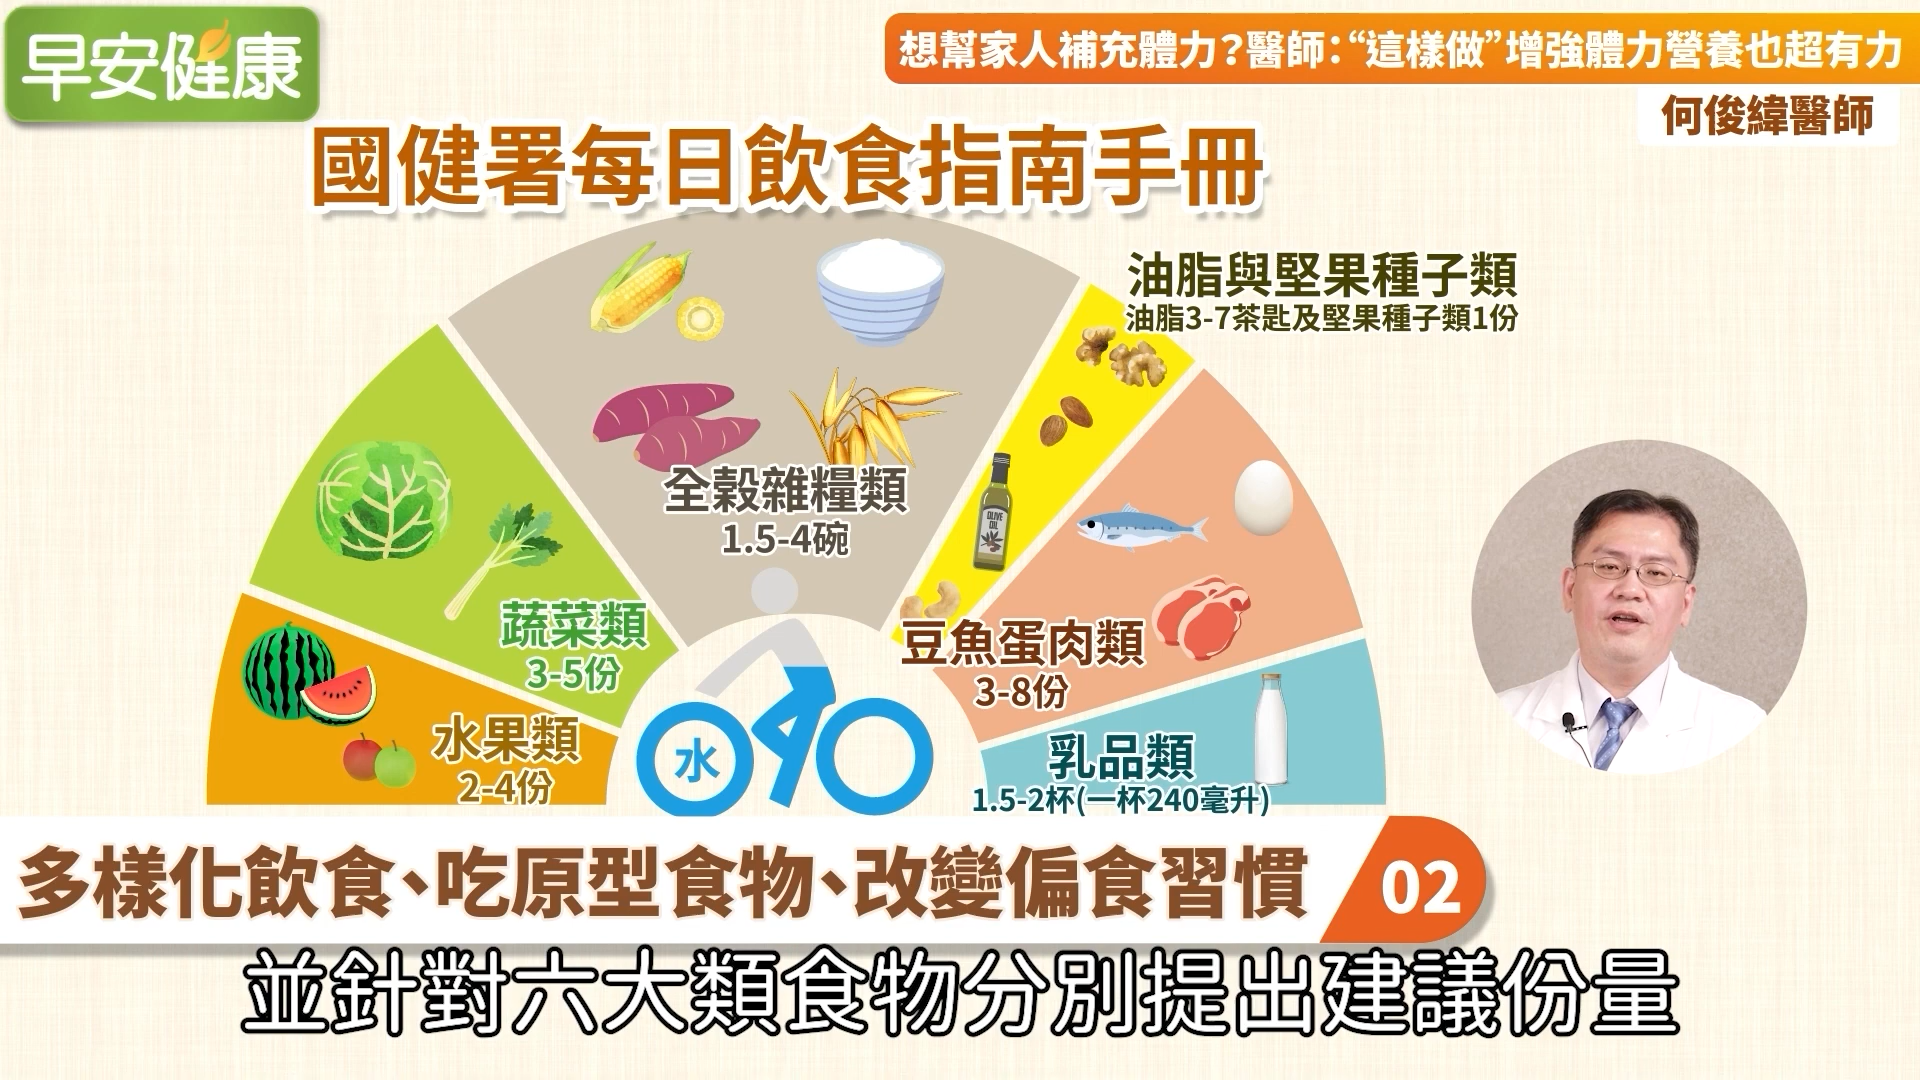 早安健康
想幫家人補充體力？醫師：“這樣做”增強體力營養也超有力
何俊緯醫師
國健署每日飲食指南手冊
油脂與堅果種子類
油脂3-7茶匙及堅果種子類1份
OLIVE
OIL
全穀雜糧類
1.5-4碗
蔬菜類
3-5份
豆魚蛋肉類
3-8份
水果類
2-4份
水
乳品類
1.5-2杯(一杯240毫升)
多樣化飲食、吃原型食物、改變偏食習慣
02
並針對六大類食物分別提出建議份量